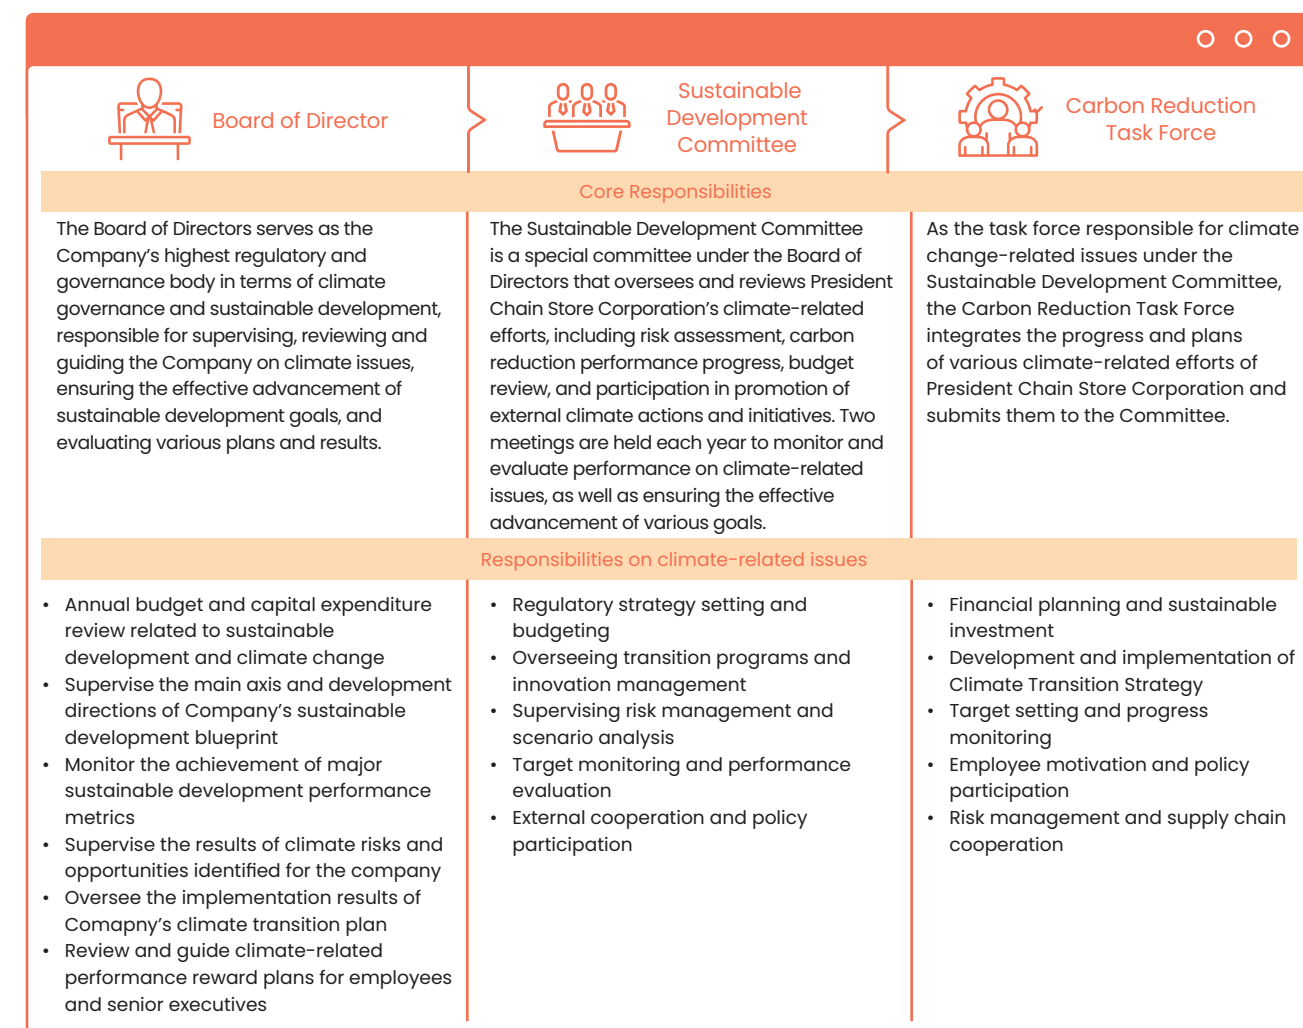 Board of Director
Sustainable
Development
Committee
Carbon Reduction
Task Force
Core Responsibilities
The Board of Directors serves as the
Company’s highest regulatory and
governance body in terms of climate
governance and sustainable development,
responsible for supervising, reviewing and
guiding the Company on climate issues,
ensuring the effective advancement of
sustainable development goals, and
evaluating various plans and results.
The Sustainable Development Committee
is a special committee under the Board of
Directors that oversees and reviews President
Chain Store Corporation’s climate-related
efforts, including risk assessment, carbon
reduction performance progress, budget
review, and participation in promotion of
external climate actions and initiatives. Two
meetings are held each year to monitor and
evaluate performance on climate-related
issues, as well as ensuring the effective
advancement of various goals.
As the task force responsible for climate
change-related issues under the
Sustainable Development Committee,
the Carbon Reduction Task Force
integrates the progress and plans
of various climate-related efforts of
President Chain Store Corporation and
submits them to the Committee.
Responsibilities on climate-related issues
• Annual budget and capital expenditure
review related to sustainable
development and climate change
• Supervise the main axis and development
directions of Company’s sustainable
development blueprint
• Monitor the achievement of major
sustainable development performance
metrics
• Supervise the results of climate risks and
opportunities identified for the company
• Oversee the implementation results of
Comapny’s climate transition plan
• Review and guide climate-related
performance reward plans for employees
and senior executives
• Regulatory strategy setting and
budgeting
• Overseeing transition programs and
innovation management
• Supervising risk management and
scenario analysis
• Target monitoring and performance
evaluation
• External cooperation and policy
participation
• Financial planning and sustainable
investment
• Development and implementation of
Climate Transition Strategy
• Target setting and progress
monitoring
• Employee motivation and policy
participation
• Risk management and supply chain
cooperation